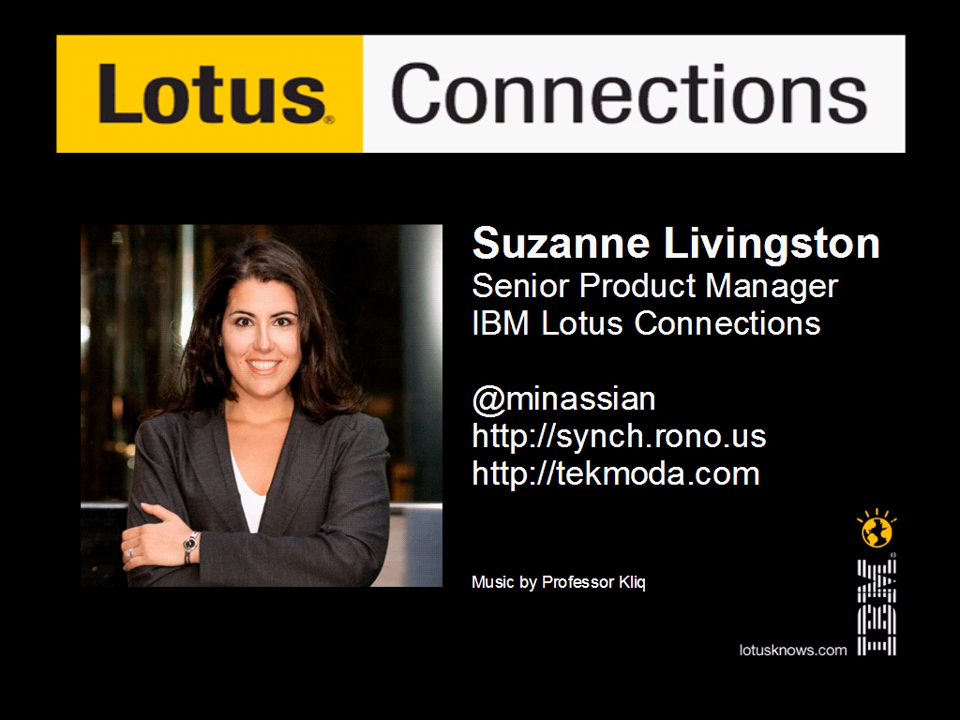 Lotus® Connections
Suzanne Livingston
Senior Product Manager
IBM Lotus Connections
@minassian
http://synch.rono.us
http://tekmoda.com
Music by Professor Kliq
IBM®
lotusknows.com